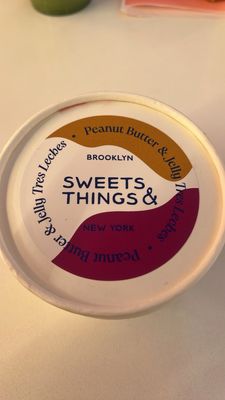 Peanut Butter & Jelly Tres Leches •
Peanut Butter & Jelly Tres Leches •
BROOKLYN
SWEETS &
THINGS
NEW YORK